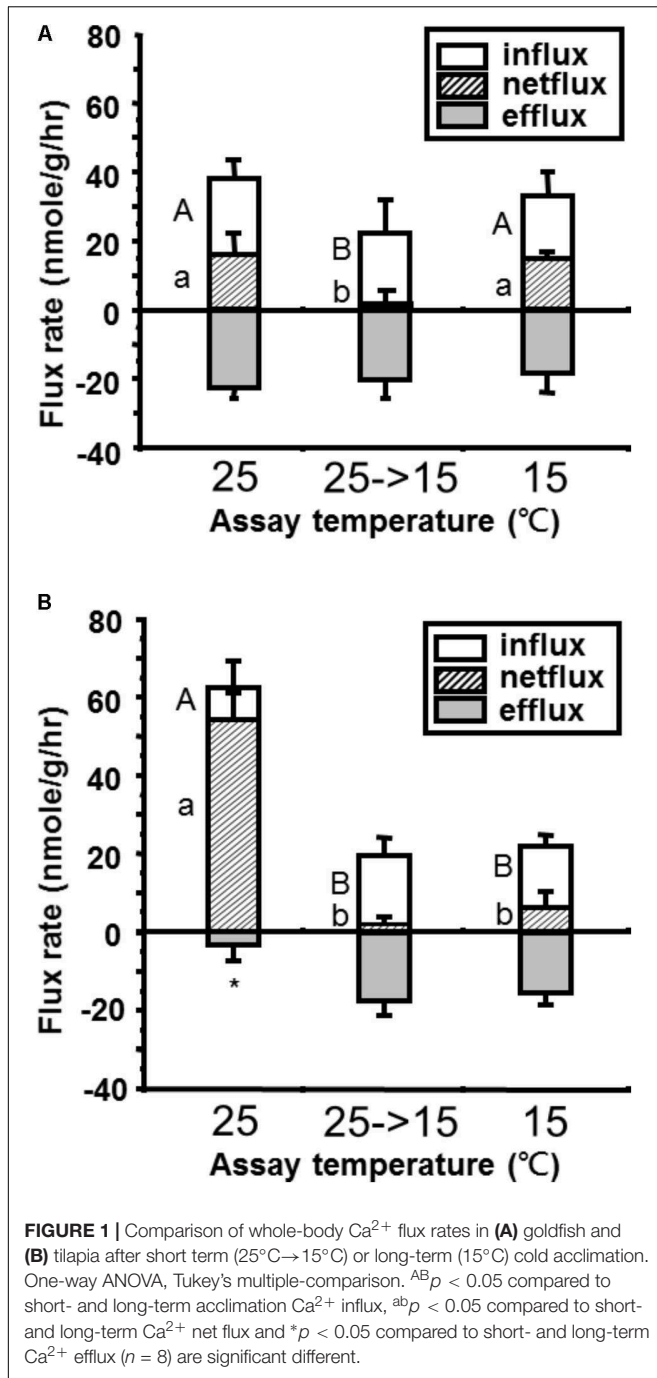 A
80
60
40
20
0
-20
-40
Flux rate (nmole/g/hr)
influx
netflux
efflux
A
a
B
b
A
a
25
25->15
15
Assay temperature (℃)
B
80
60
40
20
0
-20
-40
Flux rate (nmole/g/hr)
influx
netflux
efflux
A
a
*
B
b
B
b
25
25->15
15
Assay temperature (℃)
FIGURE 1 | Comparison of whole-body Ca²⁺ flux rates in (A) goldfish and
(B) tilapia after short term (25°C→15°C) or long-term (15°C) cold acclimation.
One-way ANOVA, Tukey's multiple-comparison. ᴬᴮp < 0.05 compared to
short- and long-term acclimation Ca²⁺ influx, ᵃᵇp < 0.05 compared to short-
and long-term Ca²⁺ net flux and *p < 0.05 compared to short- and long-term
Ca²⁺ efflux (n = 8) are significant different.